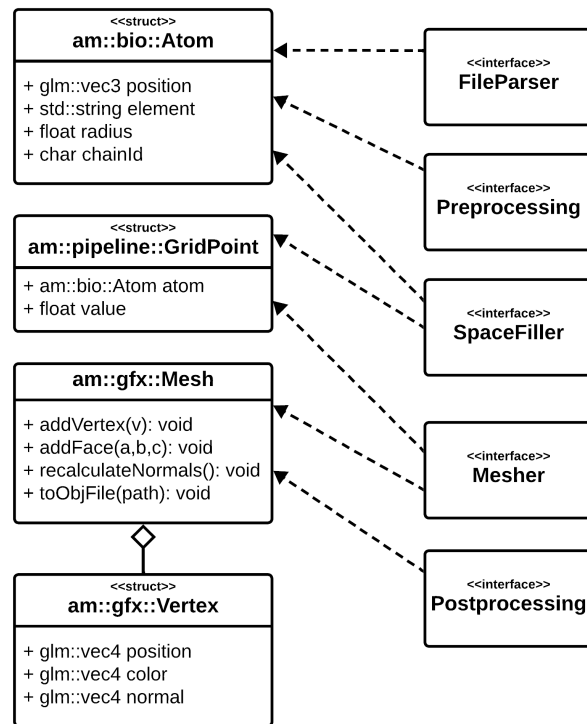 <<struct>>
am::bio::Atom
+ glm::vec3 position
+ std::string element
+ float radius
+ char chainId
<<struct>>
am::pipeline::GridPoint
+ am::bio::Atom atom
+ float value
am::gfx::Mesh
+ addVertex(v): void
+ addFace(a,b,c): void
+ recalculateNormals(): void
+ toObjFile(path): void
<<struct>>
am::gfx::Vertex
+ glm::vec4 position
+ glm::vec4 color
+ glm::vec4 normal
<<interface>>
FileParser
<<interface>>
Preprocessing
<<interface>>
SpaceFiller
<<interface>>
Mesher
<<interface>>
Postprocessing